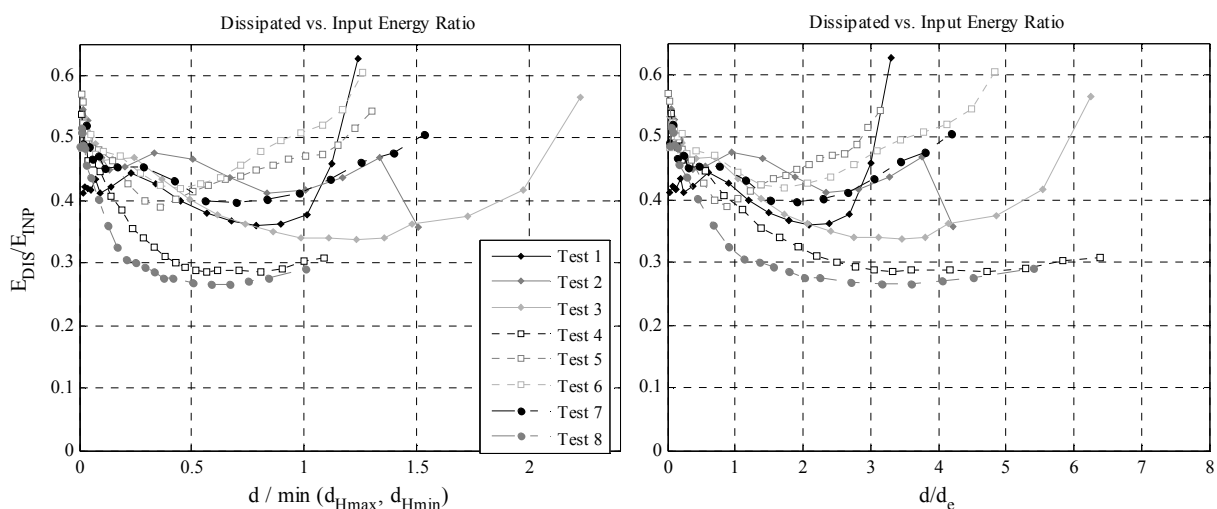 Dissipated vs. Input Energy Ratio
E_DIS/E_INP
0.6
0.5
0.4
0.3
0.2
0.1
0
0 0.5 1 1.5 2
d / min (d_Hmax, d_Hmin)
Test 1
Test 2
Test 3
Test 4
Test 5
Test 6
Test 7
Test 8
Dissipated vs. Input Energy Ratio
0.6
0.5
0.4
0.3
0.2
0.1
0
0 1 2 3 4 5 6 7 8
d/d_e